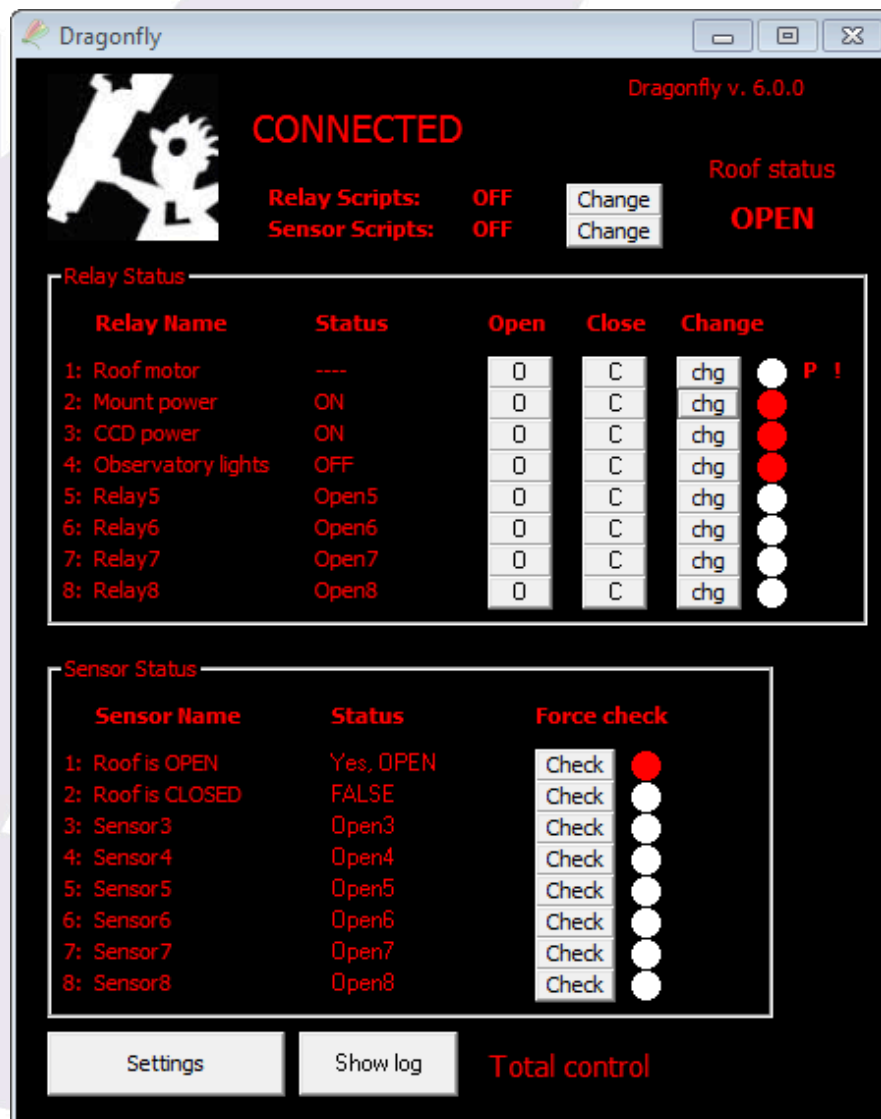 Dragonfly
Dragonfly v. 6.0.0
CONNECTED
Roof status
Relay Scripts: OFF Change
OPEN
Sensor Scripts: OFF Change
L
Relay Status
Relay Name Status Open Close Change
1: Roof motor ---- O C chg P !
2: Mount power ON O C chg
3: CCD power ON O C chg
4: Observatory lights OFF O C chg
5: Relay5 Open5 O C chg
6: Relay6 Open6 O C chg
7: Relay7 Open7 O C chg
8: Relay8 Open8 O C chg
Sensor Status
Sensor Name Status Force check
1: Roof is OPEN Yes, OPEN Check
2: Roof is CLOSED FALSE Check
3: Sensor3 Open3 Check
4: Sensor4 Open4 Check
5: Sensor5 Open5 Check
6: Sensor6 Open6 Check
7: Sensor7 Open7 Check
8: Sensor8 Open8 Check
Settings Show log Total control